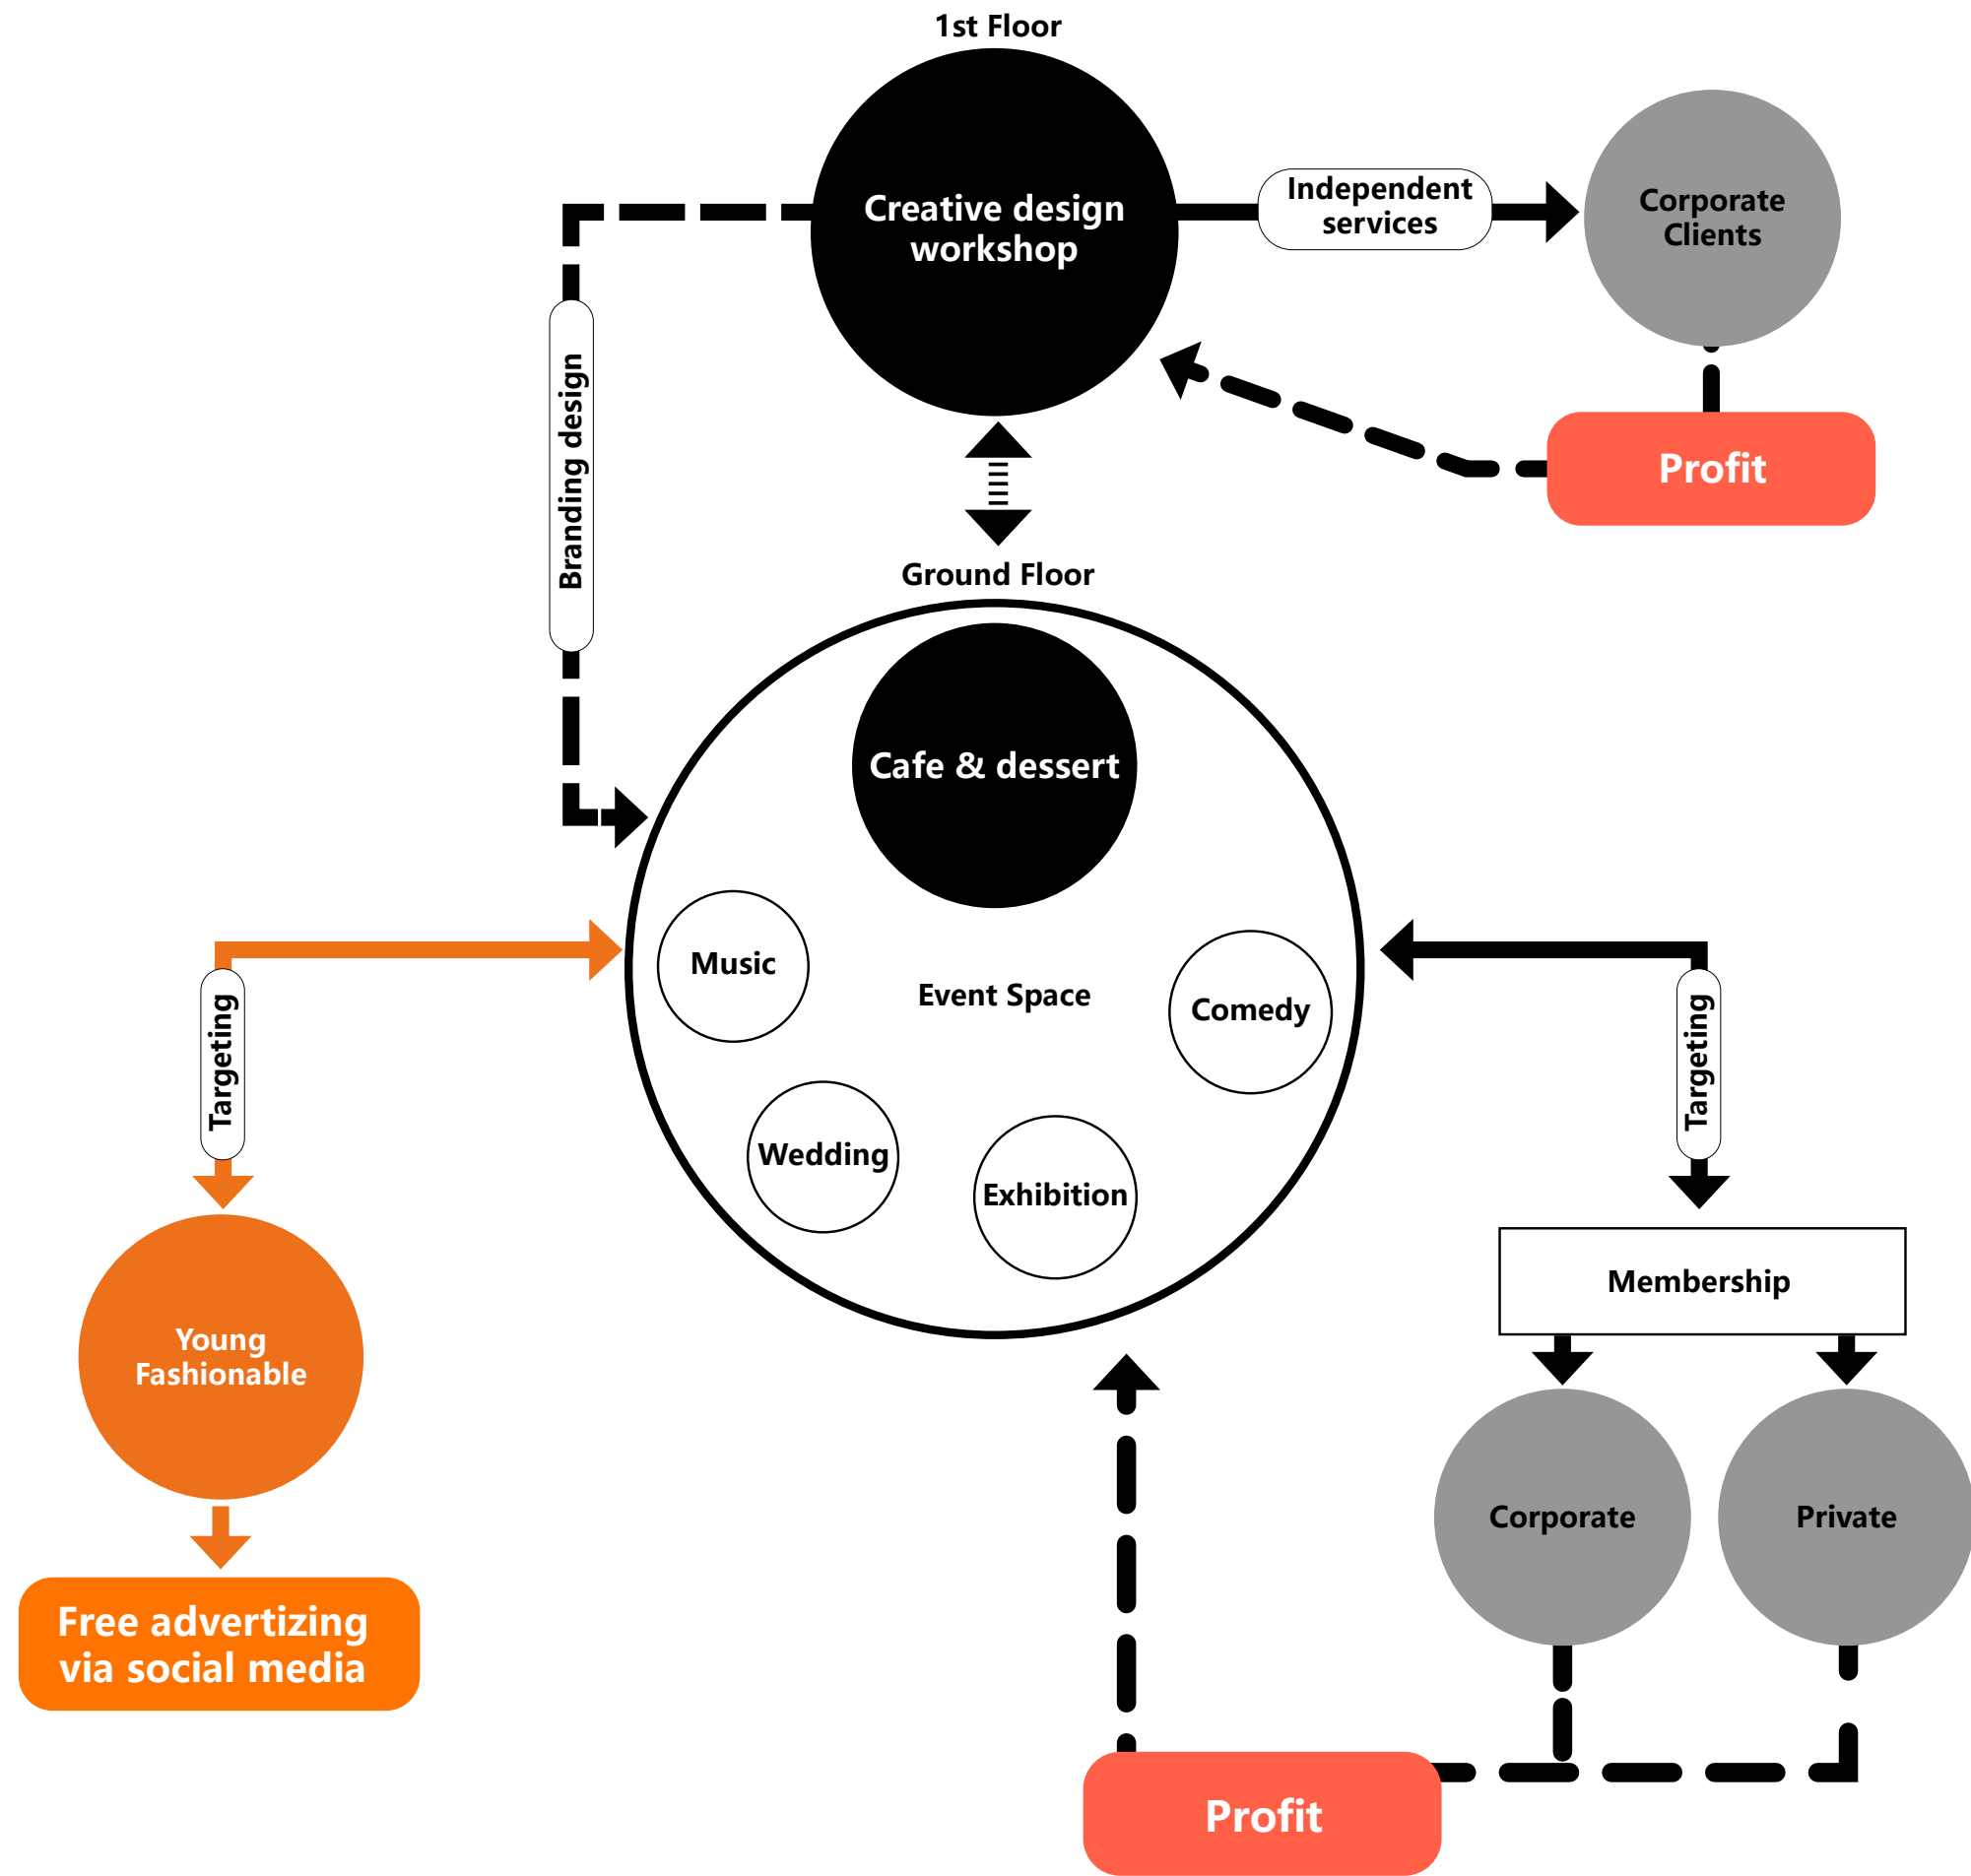 1st Floor
Creative design
workshop
Independent
services
Corporate
Clients
Branding design
Profit
Ground Floor
Cafe & dessert
Music
Event Space
Comedy
Wedding
Exhibition
Targeting
Targeting
Young
Fashionable
Membership
Corporate
Private
Free advertizing
via social media
Profit